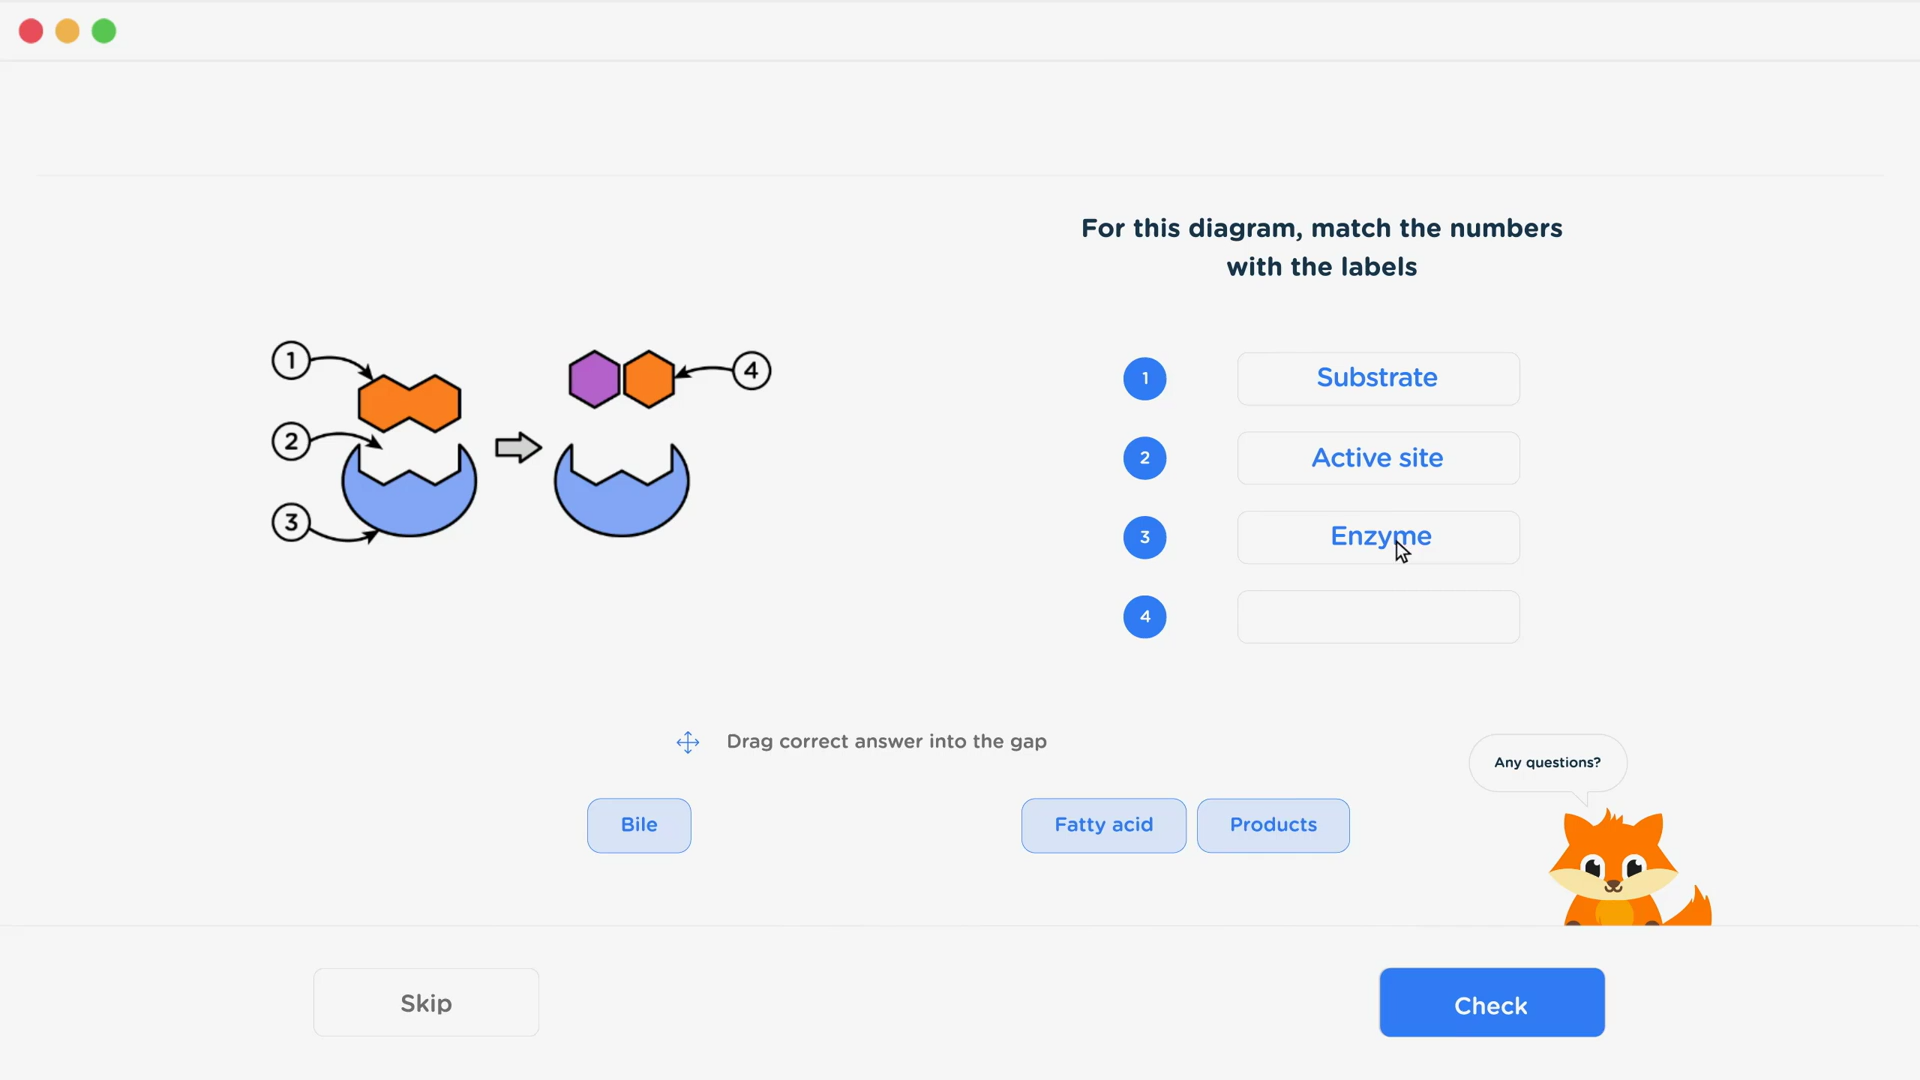 For this diagram, match the numbers
with the labels
1
2
3
4
1 Substrate
2 Active site
3 Enzyme
4
Drag correct answer into the gap
Any questions?
Bile Fatty acid Products
Skip Check